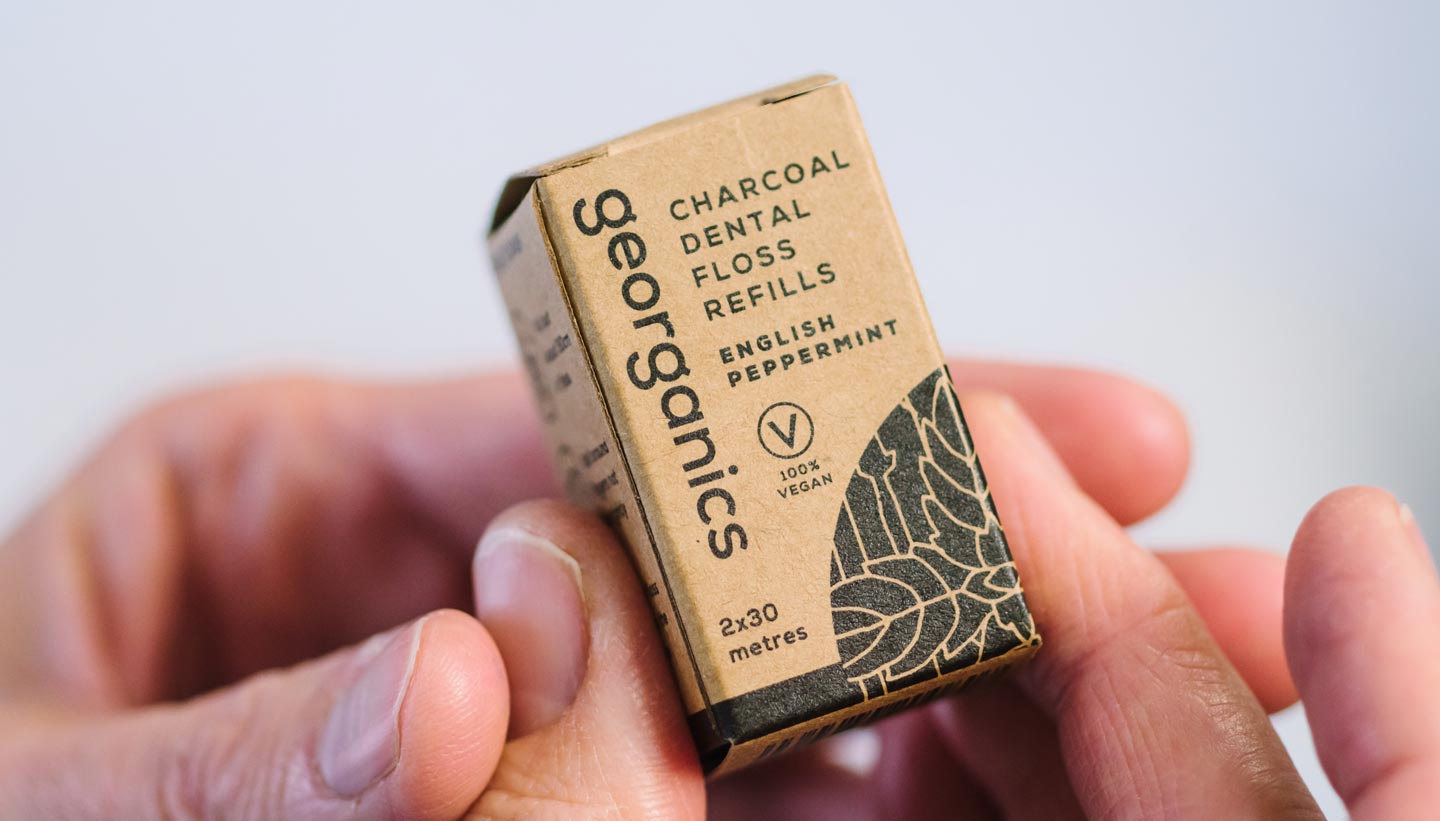 georganics
CHARCOAL
DENTAL
FLOSS
REFILLS
ENGLISH
PEPPERMINT
V
100%
VEGAN
2x30
metres